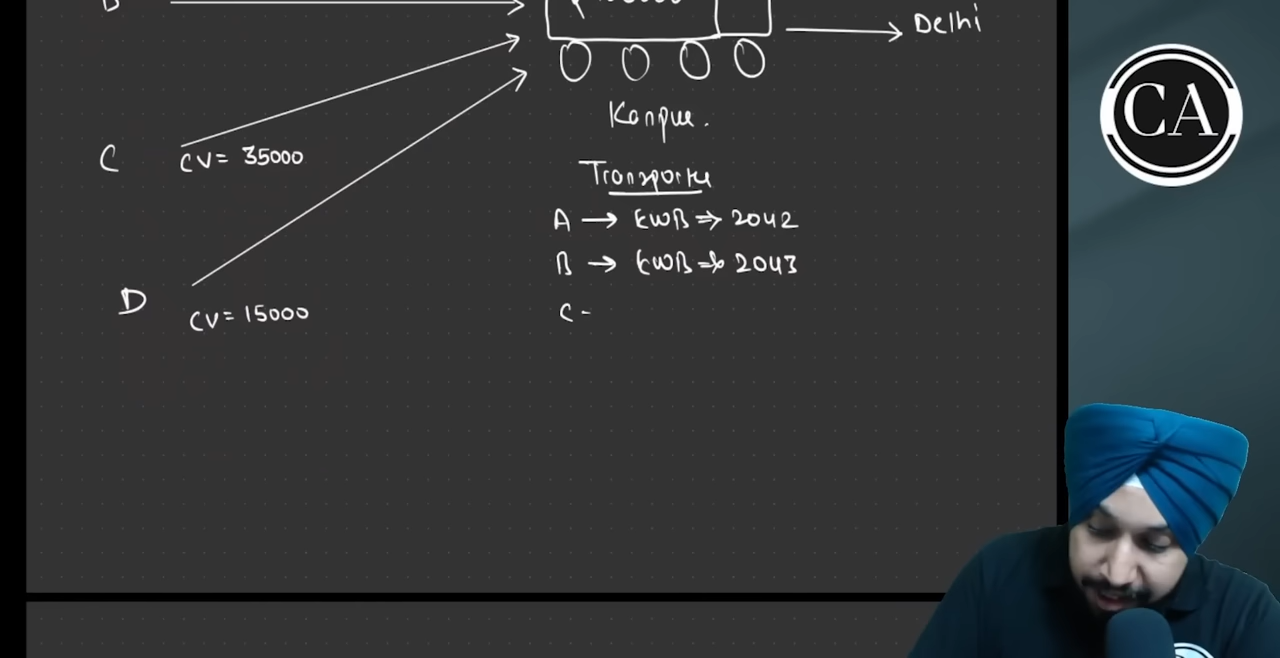 Delhi
Kanpur.
C CV= 35000
Transporter
A → EWB ⇒ 2042
B → EWB ⇒ 2043
D CV= 15000
C -
CA